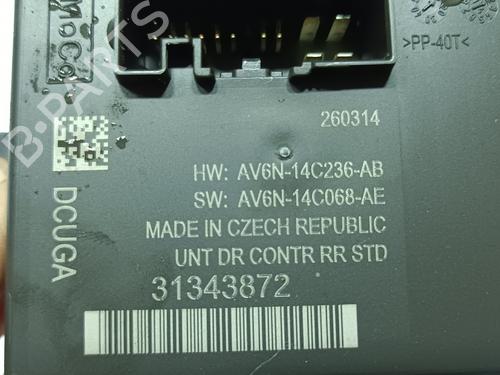 FoMoCo
>PP-40T<
260314
HW: AV6N-14C236-AB
SW: AV6N-14C068-AE
MADE IN CZECH REPUBLIC
UNT DR CONTR RR STD
31343872
DCUGA
B-PARTS